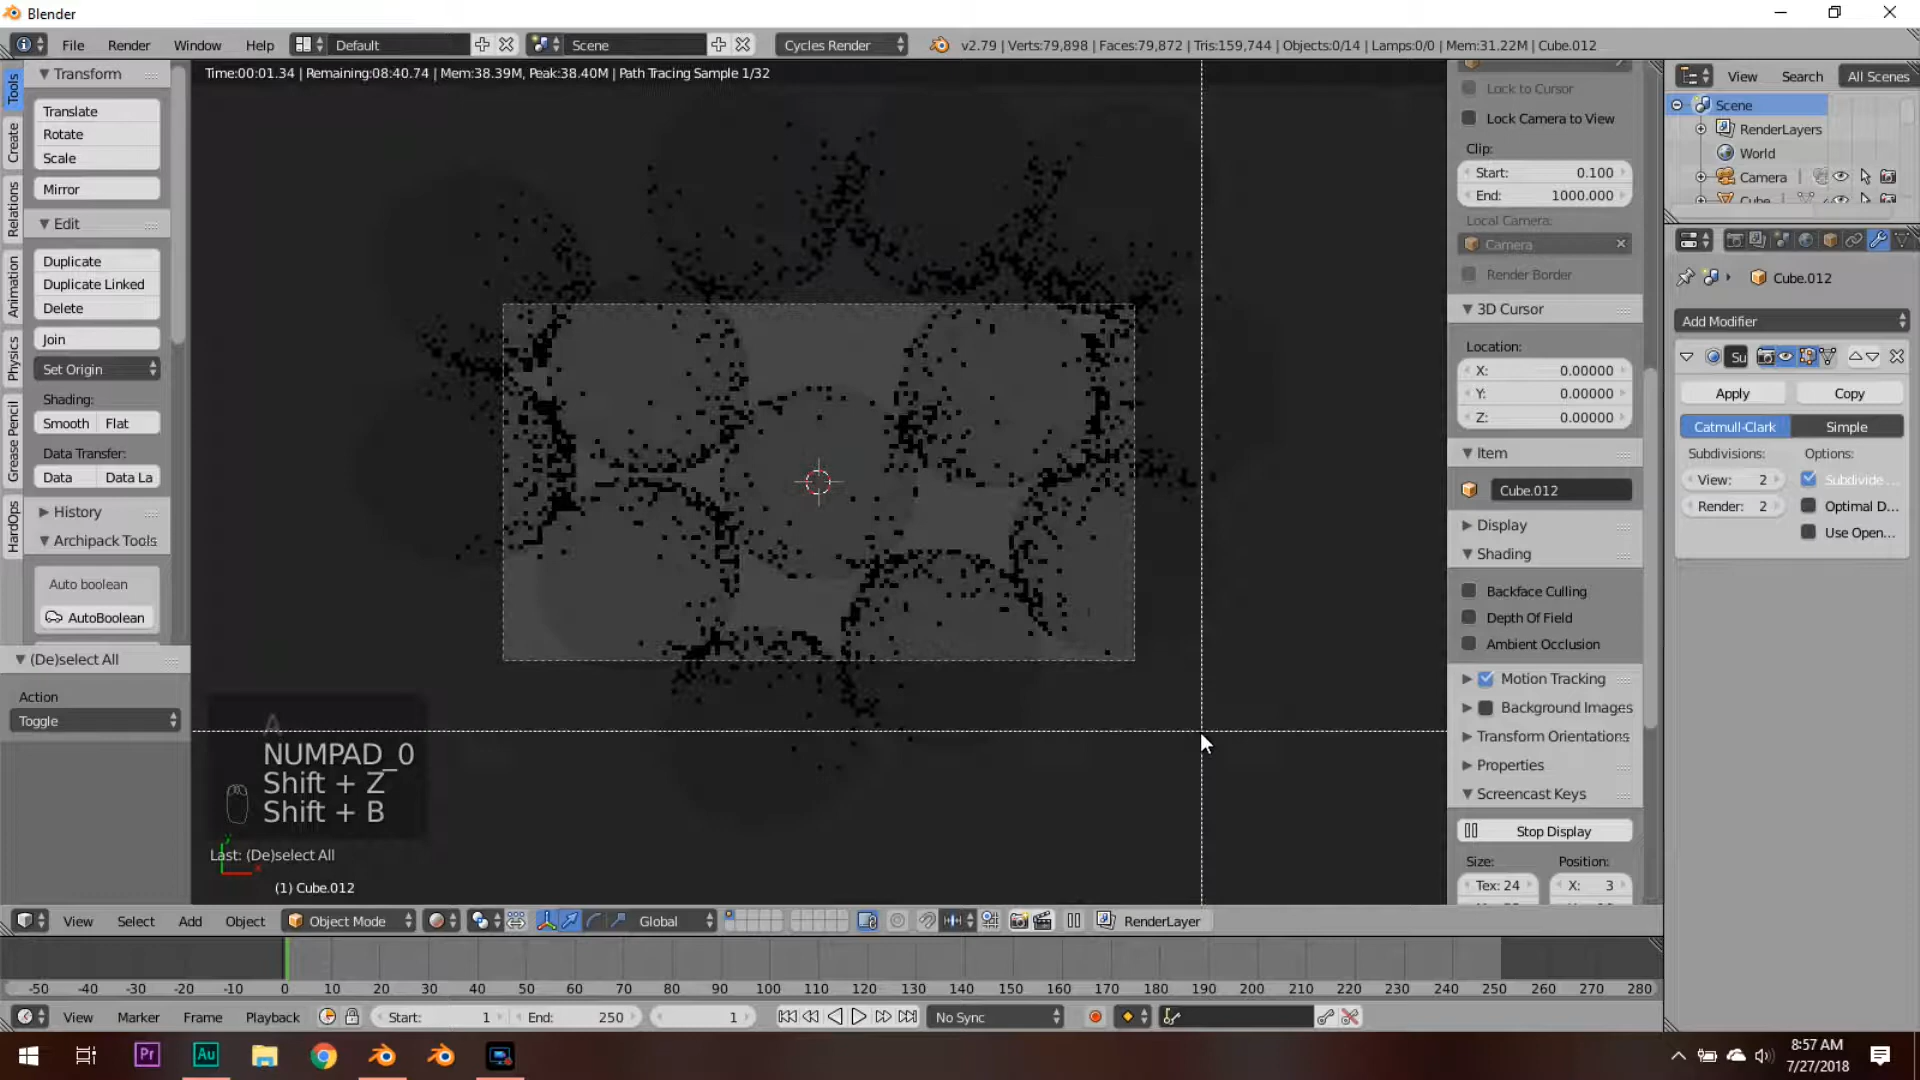 Blender
File Render Window Help Default Scene Cycles Render v2.79 | Verts:79,898 | Faces:79,872 | Tris:159,744 | Objects:0/14 | Lamps:0/0 | Mem:31.22M | Cube.012
Time:00:01.34 | Remaining:08:40.74 | Mem:38.39M, Peak:38.40M | Path Tracing Sample 1/32
Tools
Create
Relations
Animation
Physics
Grease Pencil
HardOps
Transform
Translate
Rotate
Scale
Mirror
Edit
Duplicate
Duplicate Linked
Delete
Join
Set Origin
Shading:
Smooth Flat
Data Transfer:
Data Data La
History
Archipack Tools
Auto boolean
AutoBoolean
(De)select All
Action
Toggle
A
NUMPAD_0
Shift + Z
Shift + B
Last: (De)select All
y
x
(1) Cube.012
Lock to Cursor
Lock Camera to View
Clip:
Start: 0.100
End: 1000.000
Local Camera:
Camera
Render Border
3D Cursor
Location:
X: 0.00000
Y: 0.00000
Z: 0.00000
Item
Cube.012
Display
Shading
Backface Culling
Depth Of Field
Ambient Occlusion
Motion Tracking
Background Images
Transform Orientations
Properties
Screencast Keys
Stop Display
Size: Position:
Tex: 24 X: 3
View Search All Scenes
Scene
RenderLayers
World
Camera
Cube
Cube.012
Add Modifier
Su
Apply Copy
Catmull-Clark Simple
Subdivisions: Options:
View: 2 Subdivide ...
Render: 2 Optimal D...
Use Open...
View Select Add Object Object Mode Global RenderLayer
-50 -40 -30 -20 -10 0 10 20 30 40 50 60 70 80 90 100 110 120 130 140 150 160 170 180 190 200 210 220 230 240 250 260 270 280
View Marker Frame Playback Start: 1 End: 250 1 No Sync
Pr Au
8:57 AM
7/27/2018